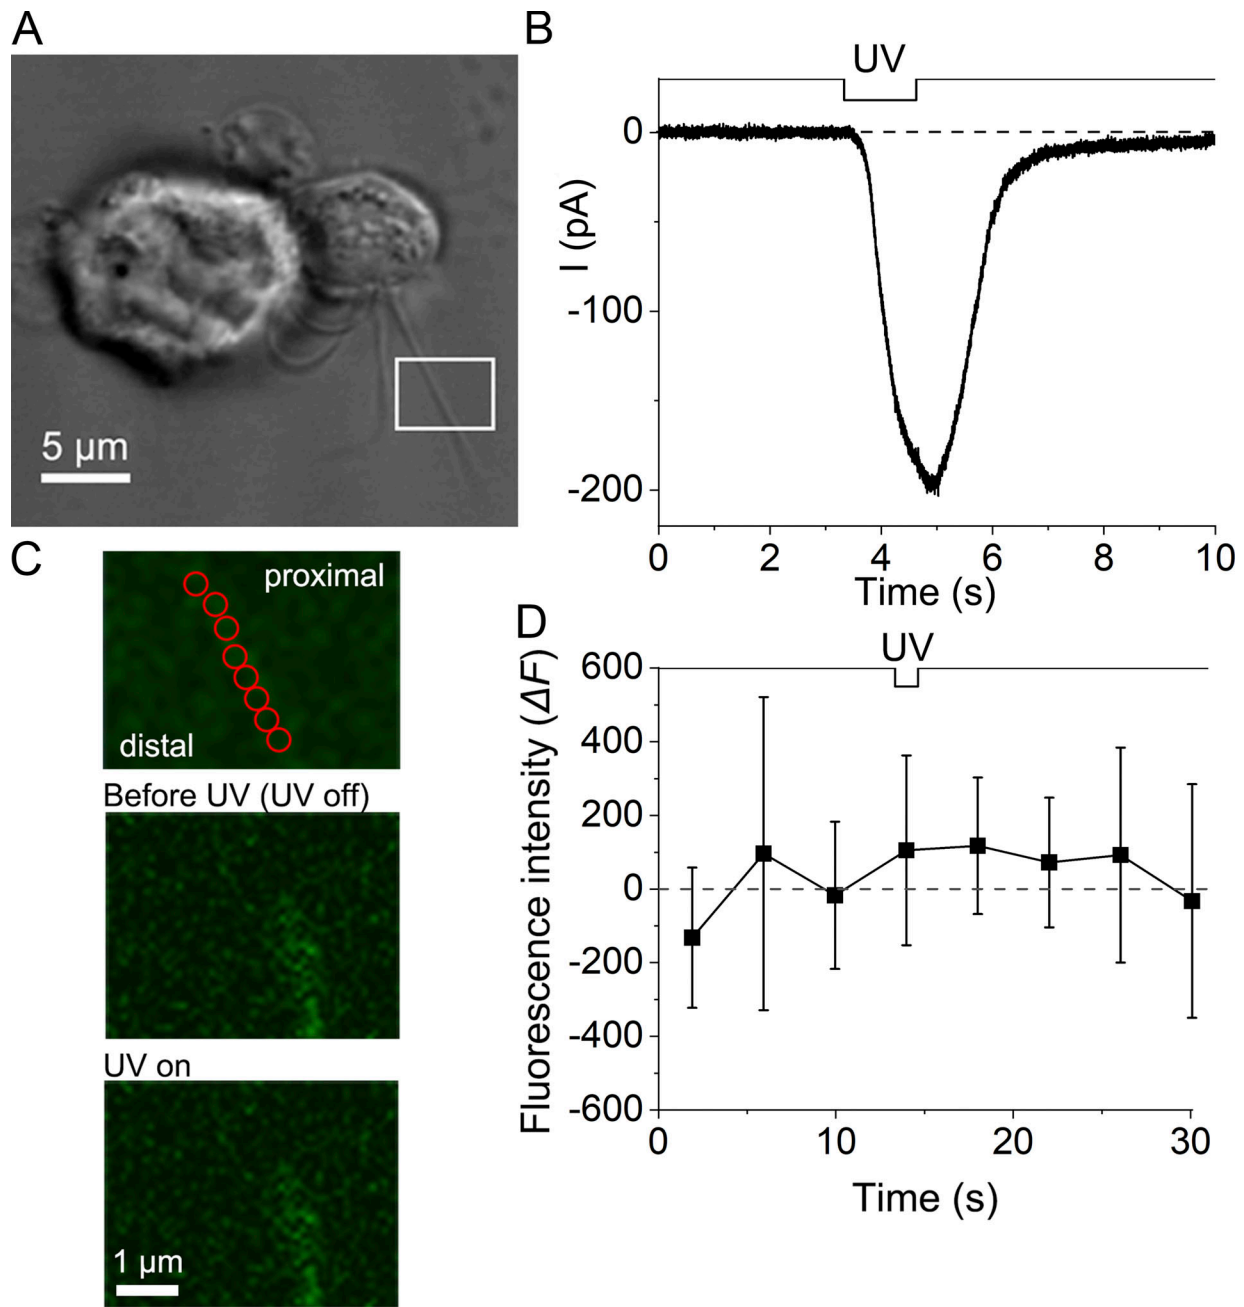 A
5 µm
B
UV
0
-100
-200
I (pA)
0 2 4 6 8 10
Time (s)
C
proximal
distal
Before UV (UV off)
UV on
1 µm
D
UV
600
400
200
0
-200
-400
-600
Fluorescence intensity (ΔF)
0 10 20 30
Time (s)